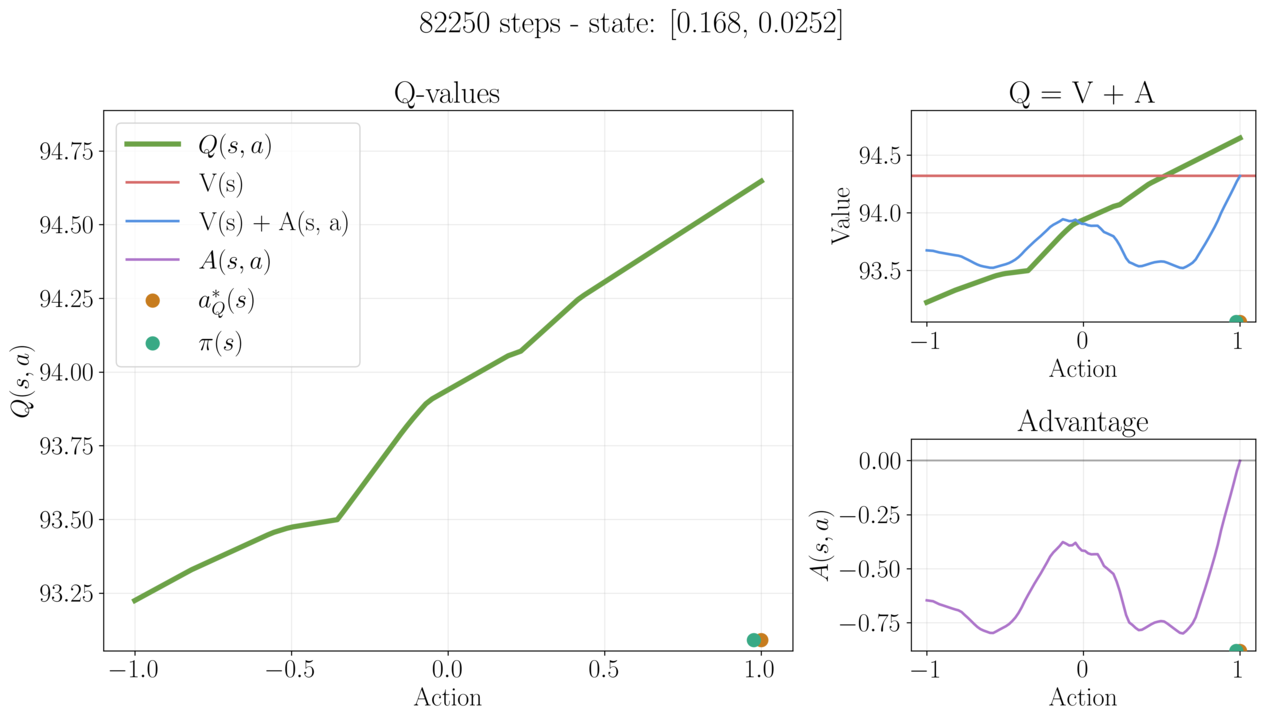 82250 steps - state: [0.168, 0.0252]
Q-values
Q(s, a)
94.75
94.50
94.25
94.00
93.75
93.50
93.25
−1.0 −0.5 0.0 0.5 1.0
Action
Q(s, a)
V(s)
V(s) + A(s, a)
A(s, a)
a*Q(s)
π(s)
Q = V + A
Value
94.5
94.0
93.5
−1 0 1
Action
Advantage
A(s, a)
0.00
−0.25
−0.50
−0.75
−1 0 1
Action